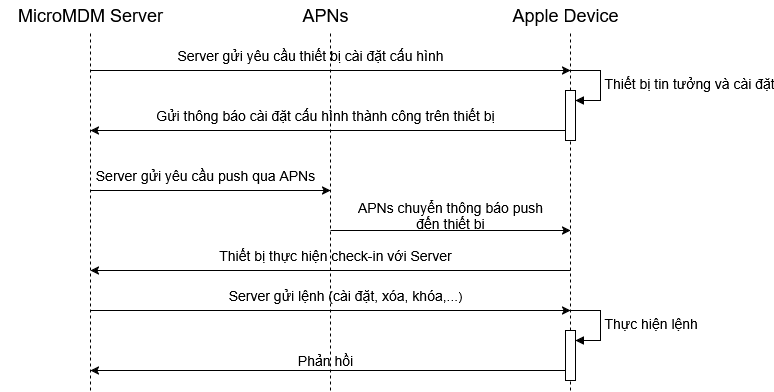 MicroMDM Server
APNs
Apple Device
Server gửi yêu cầu thiết bị cài đặt cấu hình
Thiết bị tin tưởng và cài đặt
Gửi thông báo cài đặt cấu hình thành công trên thiết bị
Server gửi yêu cầu push qua APNs
APNs chuyển thông báo push
đến thiết bị
Thiết bị thực hiện check-in với Server
Server gửi lệnh (cài đặt, xóa, khóa,...)
Thực hiện lệnh
Phản hồi